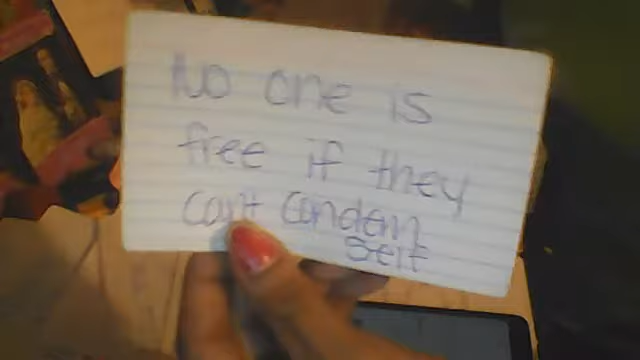 No one is
free if they
can't condem
self